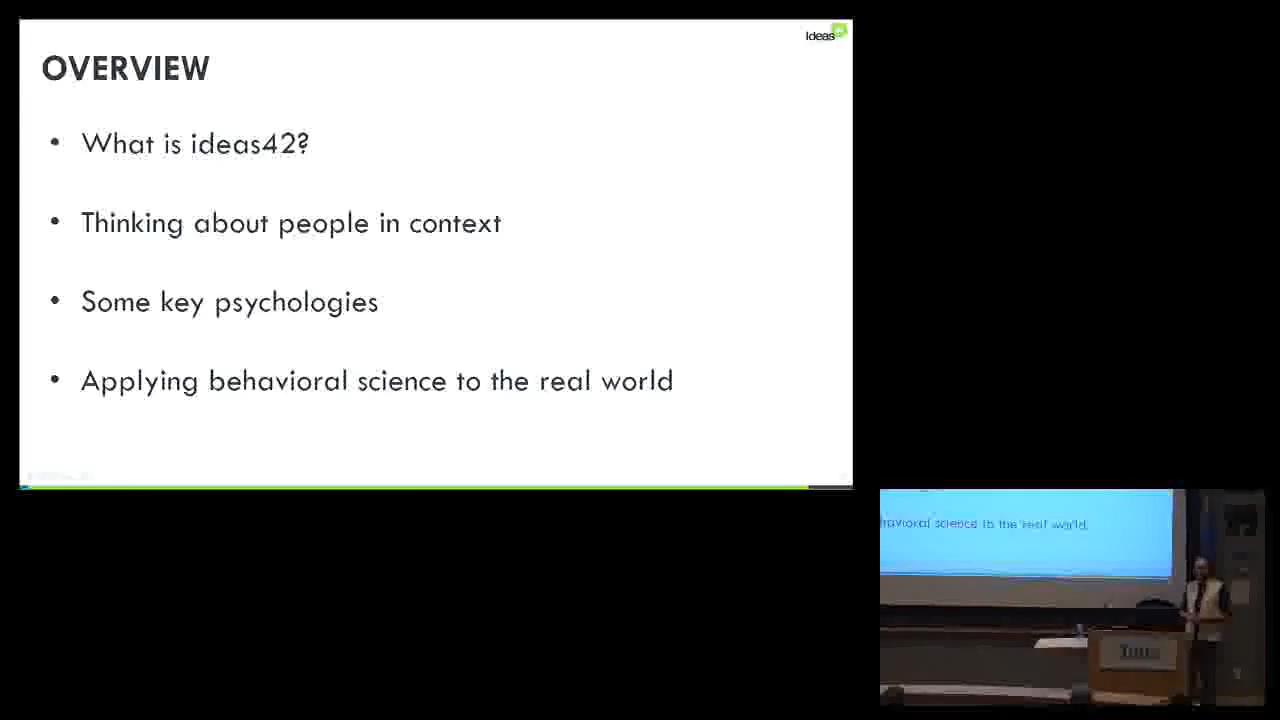 ideas
OVERVIEW
• What is ideas42?
• Thinking about people in context
• Some key psychologies
• Applying behavioral science to the real world
havioral science to the real world
Tufts